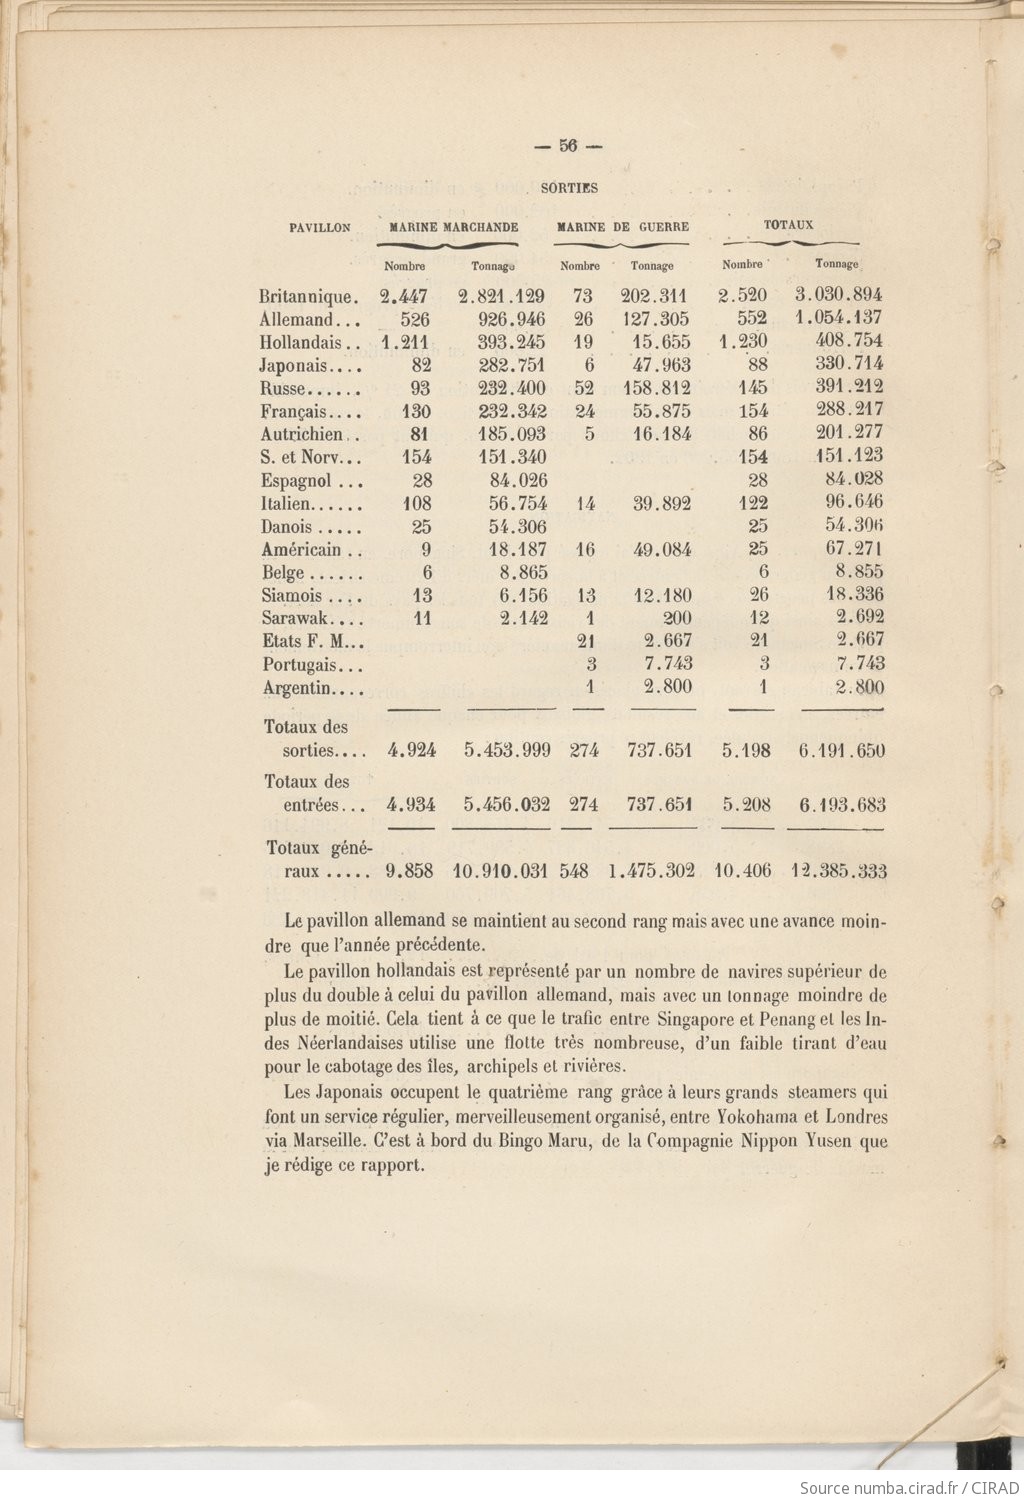 — 56 —
SORTIES
PAVILLON MARINE MARCHANDE MARINE DE GUERRE TOTAUX
Nombre Tonnage Nombre Tonnage Nombre Tonnage
Britannique. 2.447 2.821.129 73 202.311 2.520 3.030.894
Allemand... 526 926.946 26 127.305 552 1.054.137
Hollandais.. 1.211 393.245 19 15.655 1.230 408.754
Japonais.... 82 282.751 6 47.963 88 330.714
Russe...... 93 232.400 52 158.812 145 391.212
Français.... 130 232.342 24 55.875 154 288.217
Autrichien.. 81 185.093 5 16.184 86 201.277
S. et Norv... 154 151.340 154 151.123
Espagnol ... 28 84.026 28 84.028
Italien...... 108 56.754 14 39.892 122 96.646
Danois ..... 25 54.306 25 54.306
Américain .. 9 18.187 16 49.084 25 67.271
Belge ...... 6 8.865 6 8.855
Siamois .... 13 6.156 13 12.180 26 18.336
Sarawak.... 11 2.142 1 200 12 2.692
Etats F. M... 21 2.667 21 2.667
Portugais... 3 7.743 3 7.743
Argentin.... 1 2.800 1 2.800
Totaux des
sorties.... 4.924 5.453.999 274 737.651 5.198 6.191.650
Totaux des
entrées... 4.934 5.456.032 274 737.651 5.208 6.193.683
Totaux géné-
raux ..... 9.858 10.910.031 548 1.475.302 10.406 12.385.333
Le pavillon allemand se maintient au second rang mais avec une avance moin-
dre que l'année précédente.
Le pavillon hollandais est représenté par un nombre de navires supérieur de
plus du double à celui du pavillon allemand, mais avec un tonnage moindre de
plus de moitié. Cela tient à ce que le trafic entre Singapore et Penang et les In-
des Néerlandaises utilise une flotte très nombreuse, d'un faible tirant d'eau
pour le cabotage des îles, archipels et rivières.
Les Japonais occupent le quatrième rang grâce à leurs grands steamers qui
font un service régulier, merveilleusement organisé, entre Yokohama et Londres
via Marseille. C'est à bord du Bingo Maru, de la Compagnie Nippon Yusen que
je rédige ce rapport.
Source numba.cirad.fr / CIRAD